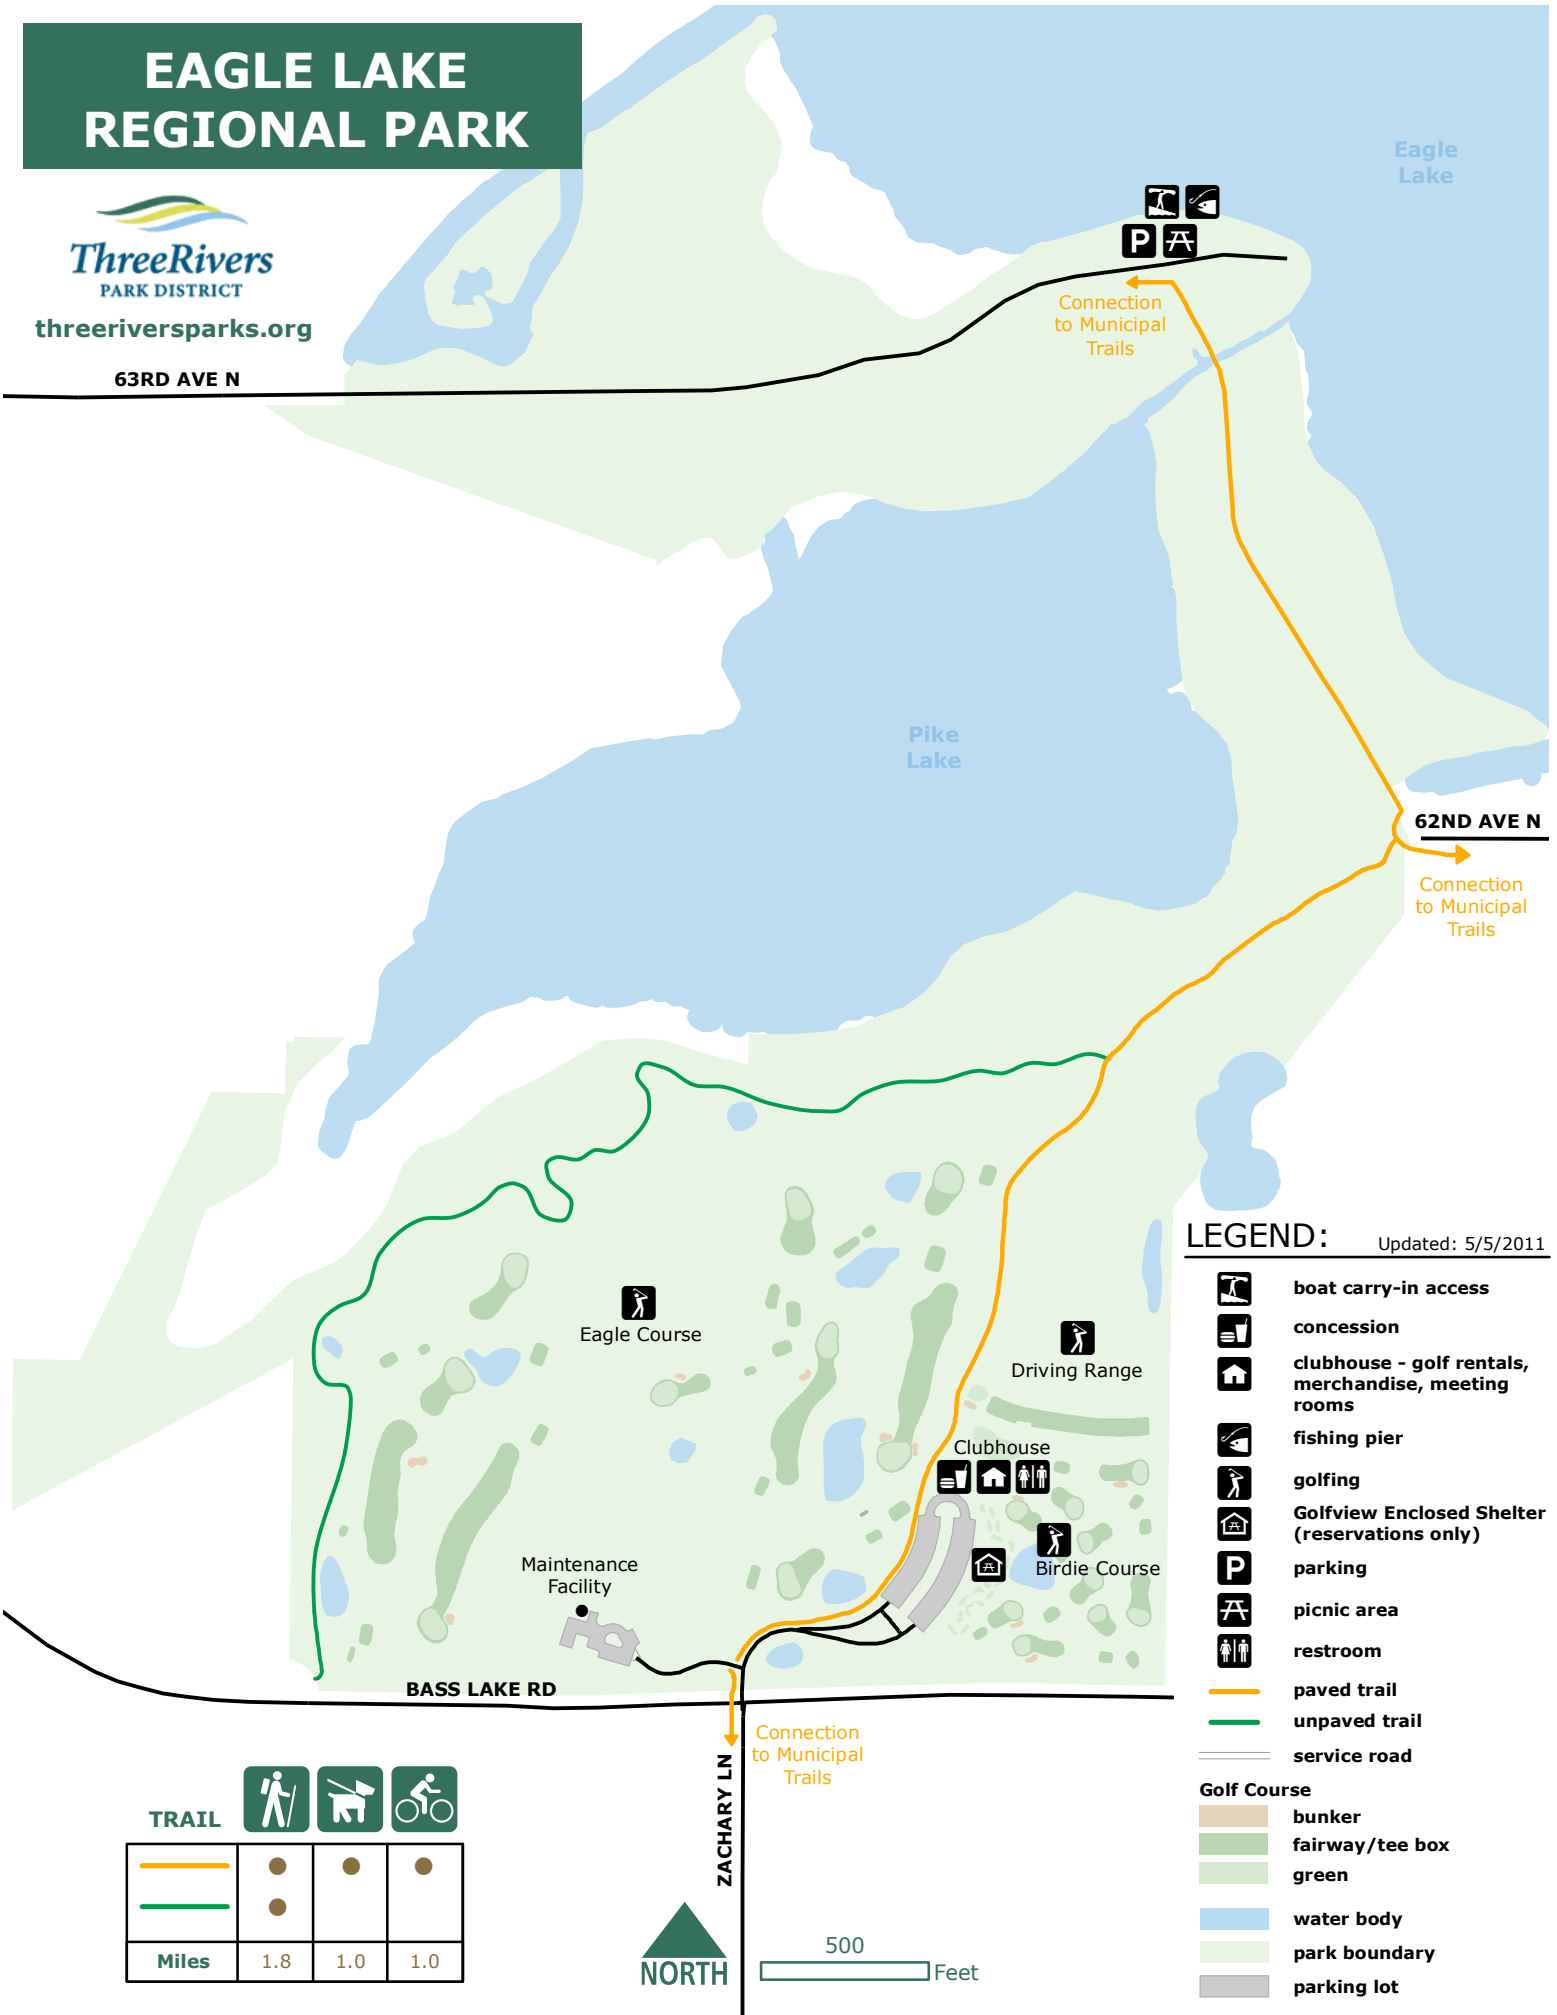 EAGLE LAKE
REGIONAL PARK
ThreeRivers
PARK DISTRICT
threeriversparks.org
63RD AVE N
Eagle
Lake
P
Connection
to Municipal
Trails
Pike
Lake
62ND AVE N
Connection
to Municipal
Trails
Eagle Course
Driving Range
Clubhouse
Birdie Course
Maintenance
Facility
BASS LAKE RD
Connection
to Municipal
Trails
ZACHARY LN
LEGEND:
Updated: 5/5/2011
boat carry-in access
concession
clubhouse - golf rentals,
merchandise, meeting
rooms
fishing pier
golfing
Golfview Enclosed Shelter
(reservations only)
P
parking
picnic area
restroom
paved trail
unpaved trail
service road
Golf Course
bunker
fairway/tee box
green
water body
park boundary
parking lot
TRAIL
Miles 1.8 1.0 1.0
NORTH
500
Feet